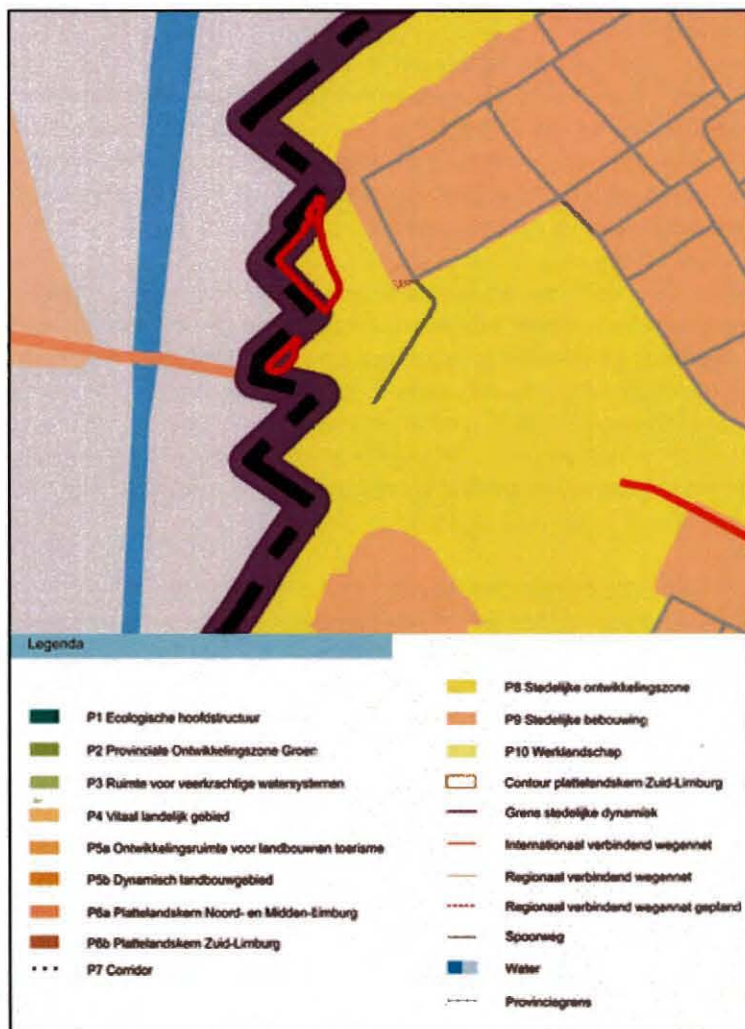 Legenda
P1 Ecologische hoofdstructuur
P2 Provinciale Ontwikkelingszone Groen
P3 Ruimte voor veerkrachtige watersystemen
P4 Vitaal landelijk gebied
P5a Ontwikkelingsruimte voor landbouw en toerisme
P5b Dynamisch landbouwgebied
P6a Plattelandskern Noord- en Midden-Limburg
P6b Plattelandskern Zuid-Limburg
P7 Corridor
P8 Stedelijke ontwikkelingszone
P9 Stedelijke bebouwing
P10 Werklandschap
Contour plattelandskern Zuid-Limburg
Grens stedelijke dynamiek
Internationaal verbindend wegennet
Regionaal verbindend wegennet
Regionaal verbindend wegennet gepland
Spoorweg
Water
Provinciegrens